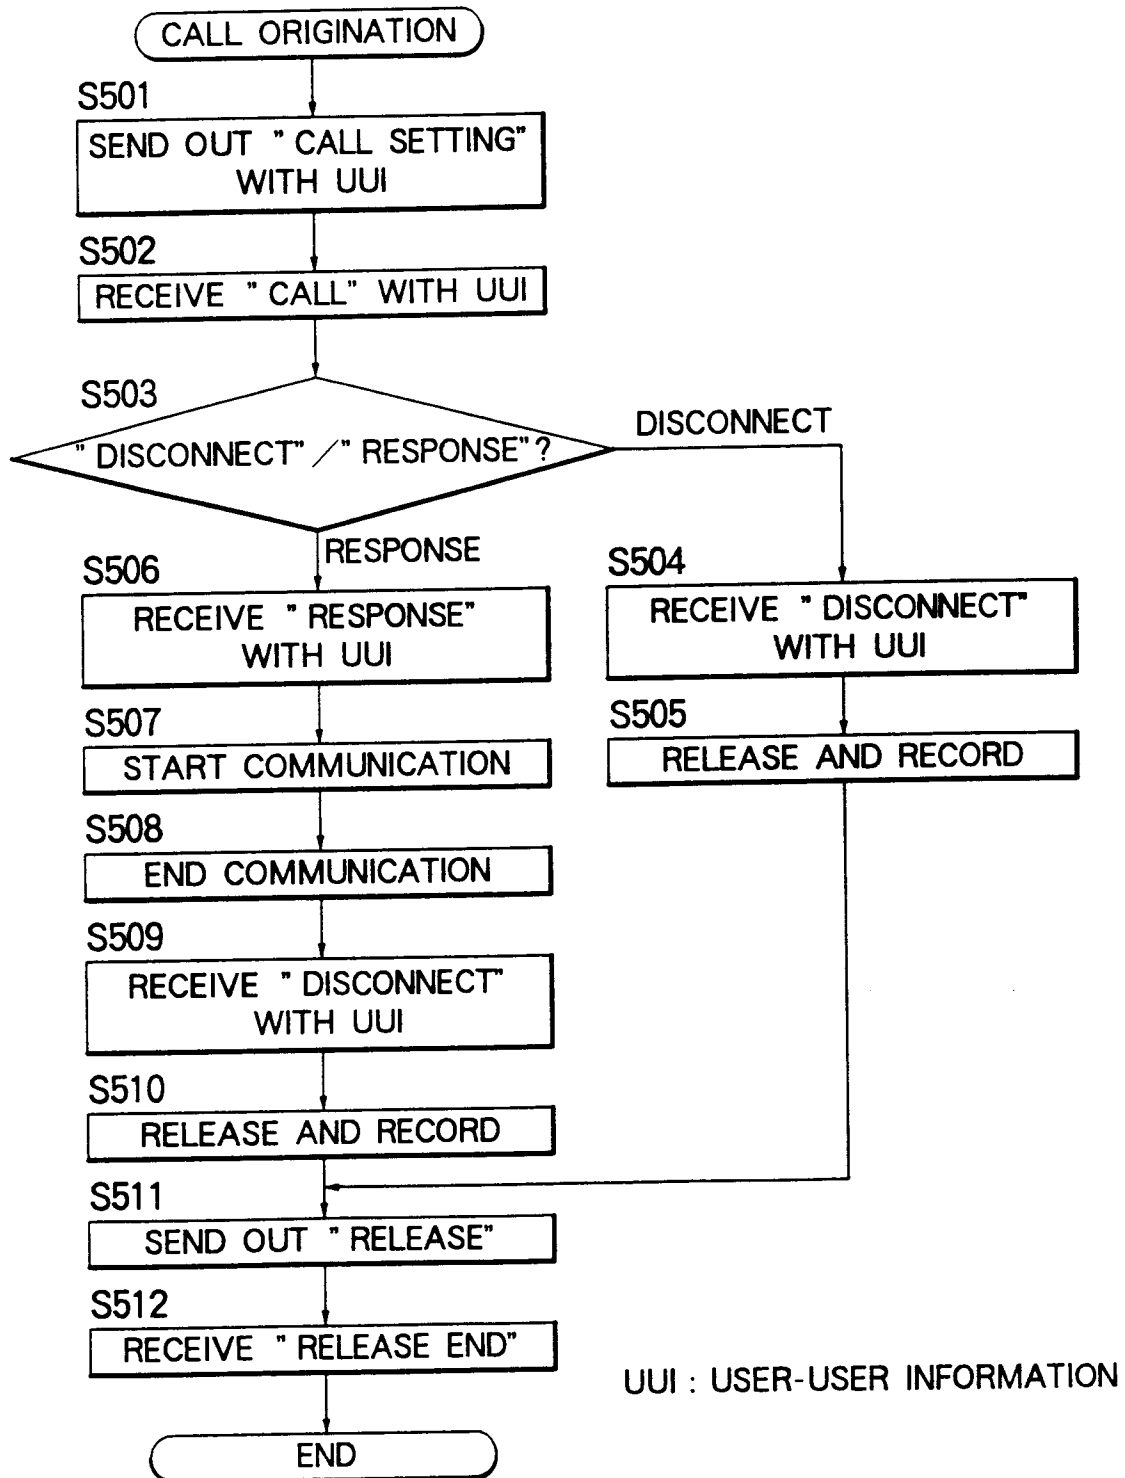 CALL ORIGINATION
S501
SEND OUT "CALL SETTING"
WITH UUI
S502
RECEIVE "CALL" WITH UUI
S503
"DISCONNECT" / "RESPONSE"?
DISCONNECT
RESPONSE
S506
RECEIVE "RESPONSE"
WITH UUI
S504
RECEIVE "DISCONNECT"
WITH UUI
S507
START COMMUNICATION
S505
RELEASE AND RECORD
S508
END COMMUNICATION
S509
RECEIVE "DISCONNECT"
WITH UUI
S510
RELEASE AND RECORD
S511
SEND OUT "RELEASE"
S512
RECEIVE "RELEASE END"
UUI : USER-USER INFORMATION
END